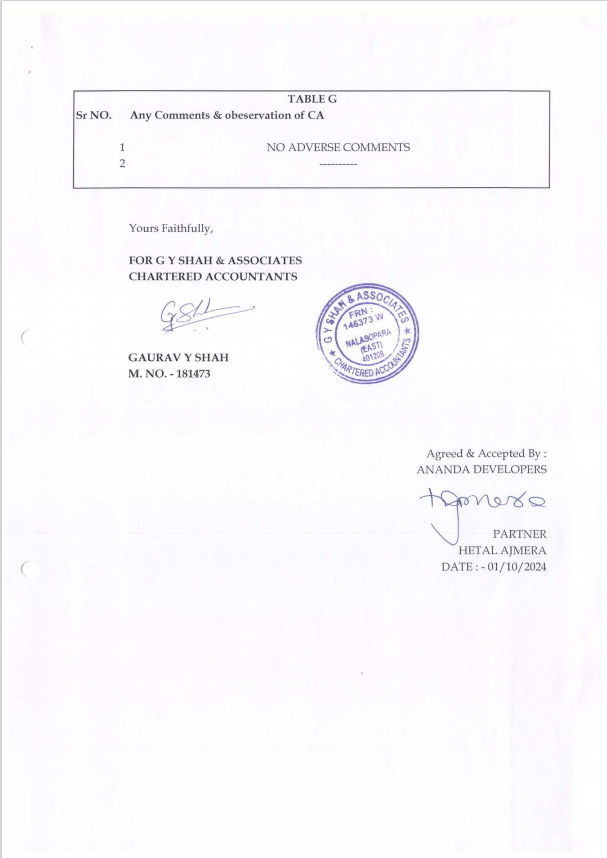 TABLE G
Sr NO. Any Comments & obeservation of CA
1 NO ADVERSE COMMENTS
2 ----------
Yours Faithfully,
FOR G Y SHAH & ASSOCIATES
CHARTERED ACCOUNTANTS
GYShah
G Y SHAH & ASSOCIATES
FRN :
146373 W
NALASOPARA
(EAST)
401209
★ CHARTERED ACCOUNTANTS ★
GAURAV Y SHAH
M. NO. - 181473
Agreed & Accepted By :
ANANDA DEVELOPERS
PARTNER
HETAL AJMERA
DATE : - 01/10/2024